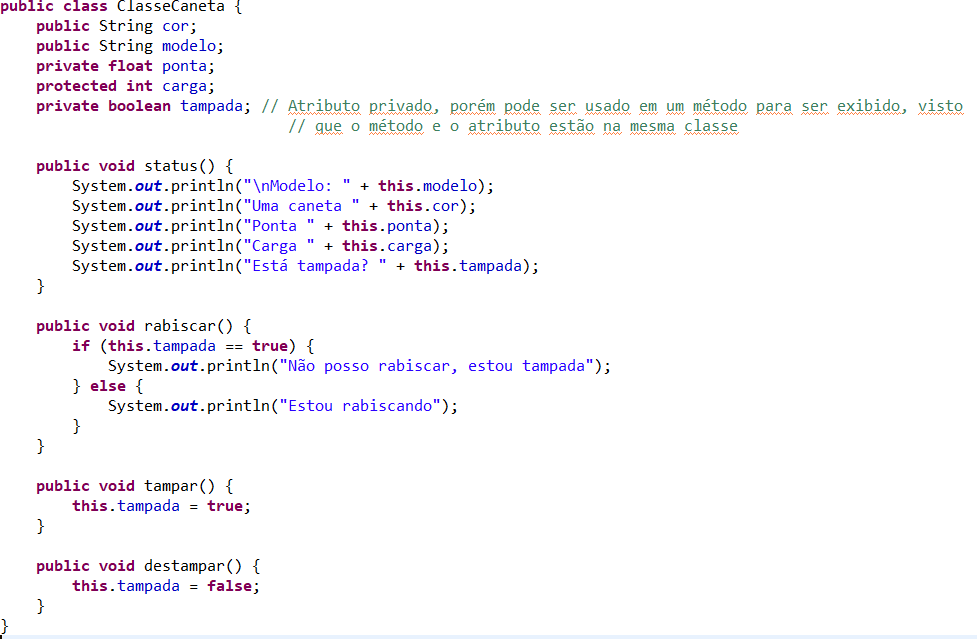 public class ClasseCaneta {
    public String cor;
    public String modelo;
    private float ponta;
    protected int carga;
    private boolean tampada; // Atributo privado, porém pode ser usado em um método para ser exibido, visto
                            // que o método e o atributo estão na mesma classe

    public void status() {
        System.out.println("\nModelo: " + this.modelo);
        System.out.println("Uma caneta " + this.cor);
        System.out.println("Ponta " + this.ponta);
        System.out.println("Carga " + this.carga);
        System.out.println("Está tampada? " + this.tampada);
    }

    public void rabiscar() {
        if (this.tampada == true) {
            System.out.println("Não posso rabiscar, estou tampada");
        } else {
            System.out.println("Estou rabiscando");
        }
    }

    public void tampar() {
        this.tampada = true;
    }

    public void destampar() {
        this.tampada = false;
    }
}